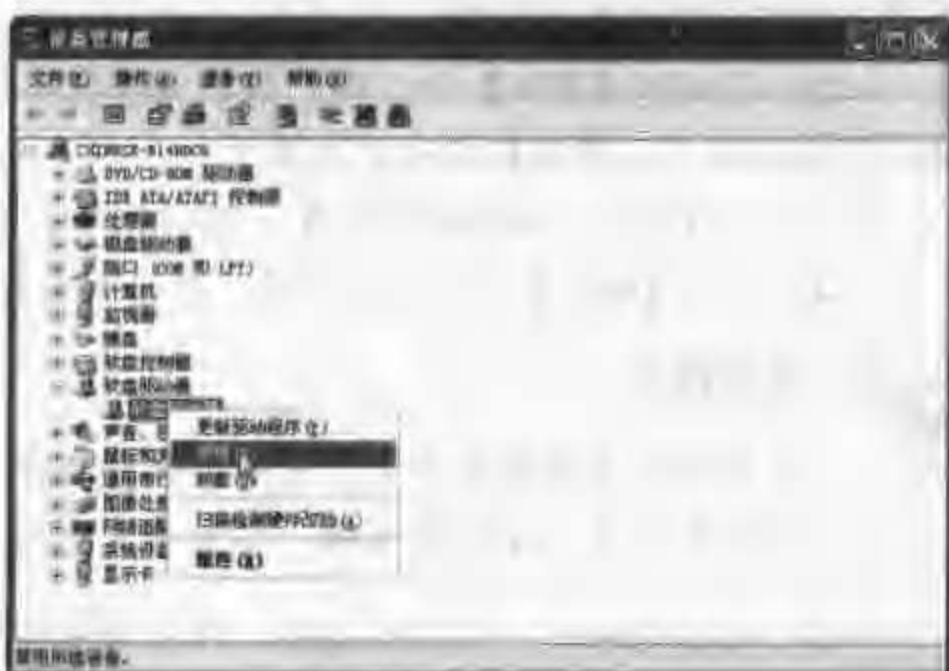 设备管理器
文件(F) 操作(A) 查看(V) 帮助(H)
DVD/CD-ROM 驱动器
IDE ATA/ATAPI 控制器
处理器
磁盘驱动器
端口 (COM 和 LPT)
计算机
监视器
键盘
软盘控制器
软盘驱动器
声音、
鼠标和
通用串行
图像处
网络适配
系统设备
显示卡
更新驱动程序(P)
卸载(U)
扫描检测硬件改动(A)
属性(R)
禁用所选设备。